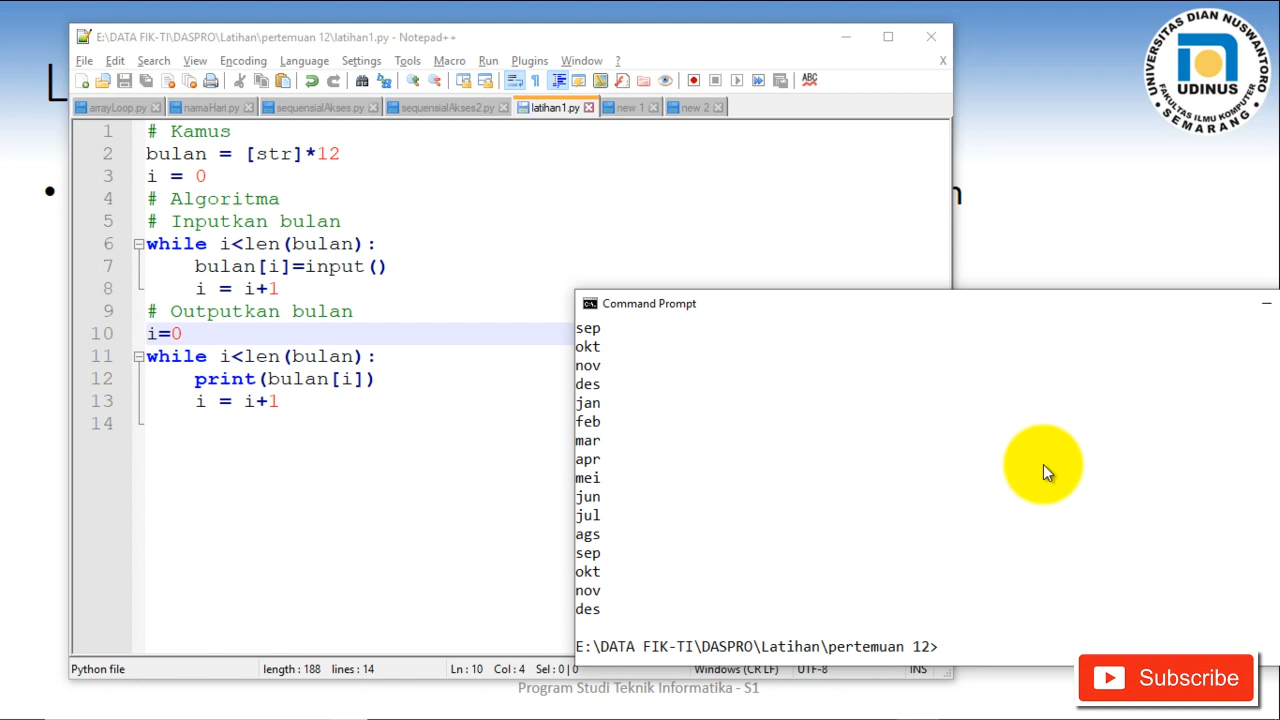 E:\DATA FIK-TI\DASPRO\Latihan\pertemuan 12\latihan1.py - Notepad++
File Edit Search View Encoding Language Settings Tools Macro Run Plugins Window ? X
arrayLoop.py namaHari.py sequensialAkses.py sequensialAkses2.py latihan1.py new 1 new 2
1 # Kamus
2 bulan = [str]*12
3 i = 0
4 # Algoritma
5 # Inputkan bulan
6 while i<len(bulan):
7 bulan[i]=input()
8 i = i+1
9 # Outputkan bulan
10 i=0
11 while i<len(bulan):
12 print(bulan[i])
13 i = i+1
14
Command Prompt
sep
okt
nov
des
jan
feb
mar
apr
mei
jun
jul
ags
sep
okt
nov
des
E:\DATA FIK-TI\DASPRO\Latihan\pertemuan 12>
Python file length : 188 lines : 14 Ln : 10 Col : 4 Sel : 0 | 0 Windows (CR LF) UTF-8 INS
Program Studi Teknik Informatika - S1
UNIVERSITAS DIAN NUSWANTORO
UDINUS
FAKULTAS ILMU KOMPUTER
SEMARANG
Subscribe